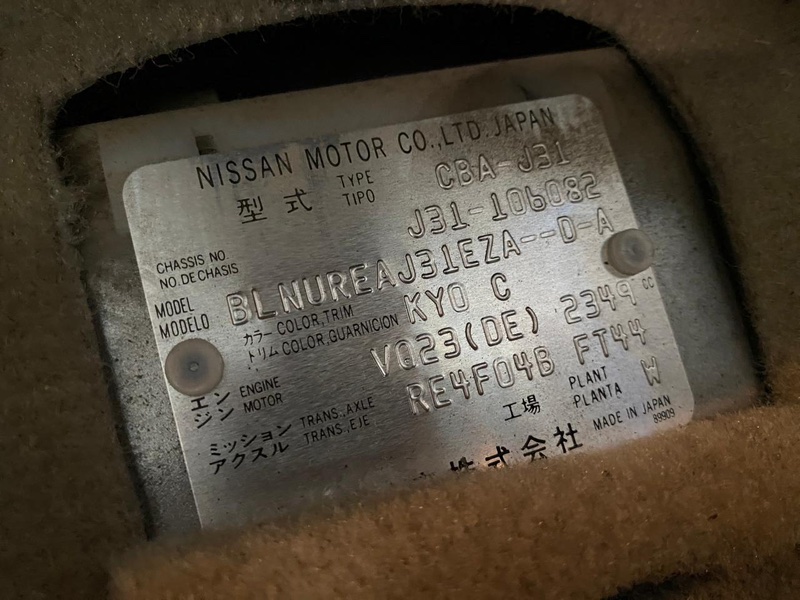 NISSAN MOTOR CO.,LTD. JAPAN
型式 TYPE TIPO CBA-J31
CHASSIS NO. NO. DE CHASIS J31-106082
MODEL MODELO BLNUREAJ31EZA--D-A
カラー COLOR,TRIM
トリム COLOR,GUARNICION KYO C
エンジン ENGINE MOTOR VQ23(DE) 2349 cc
ミッション TRANS.,AXLE
アクスル TRANS.,EJE RE4F04B FT44
工場 PLANT PLANTA W
株式会社 MADE IN JAPAN
89909